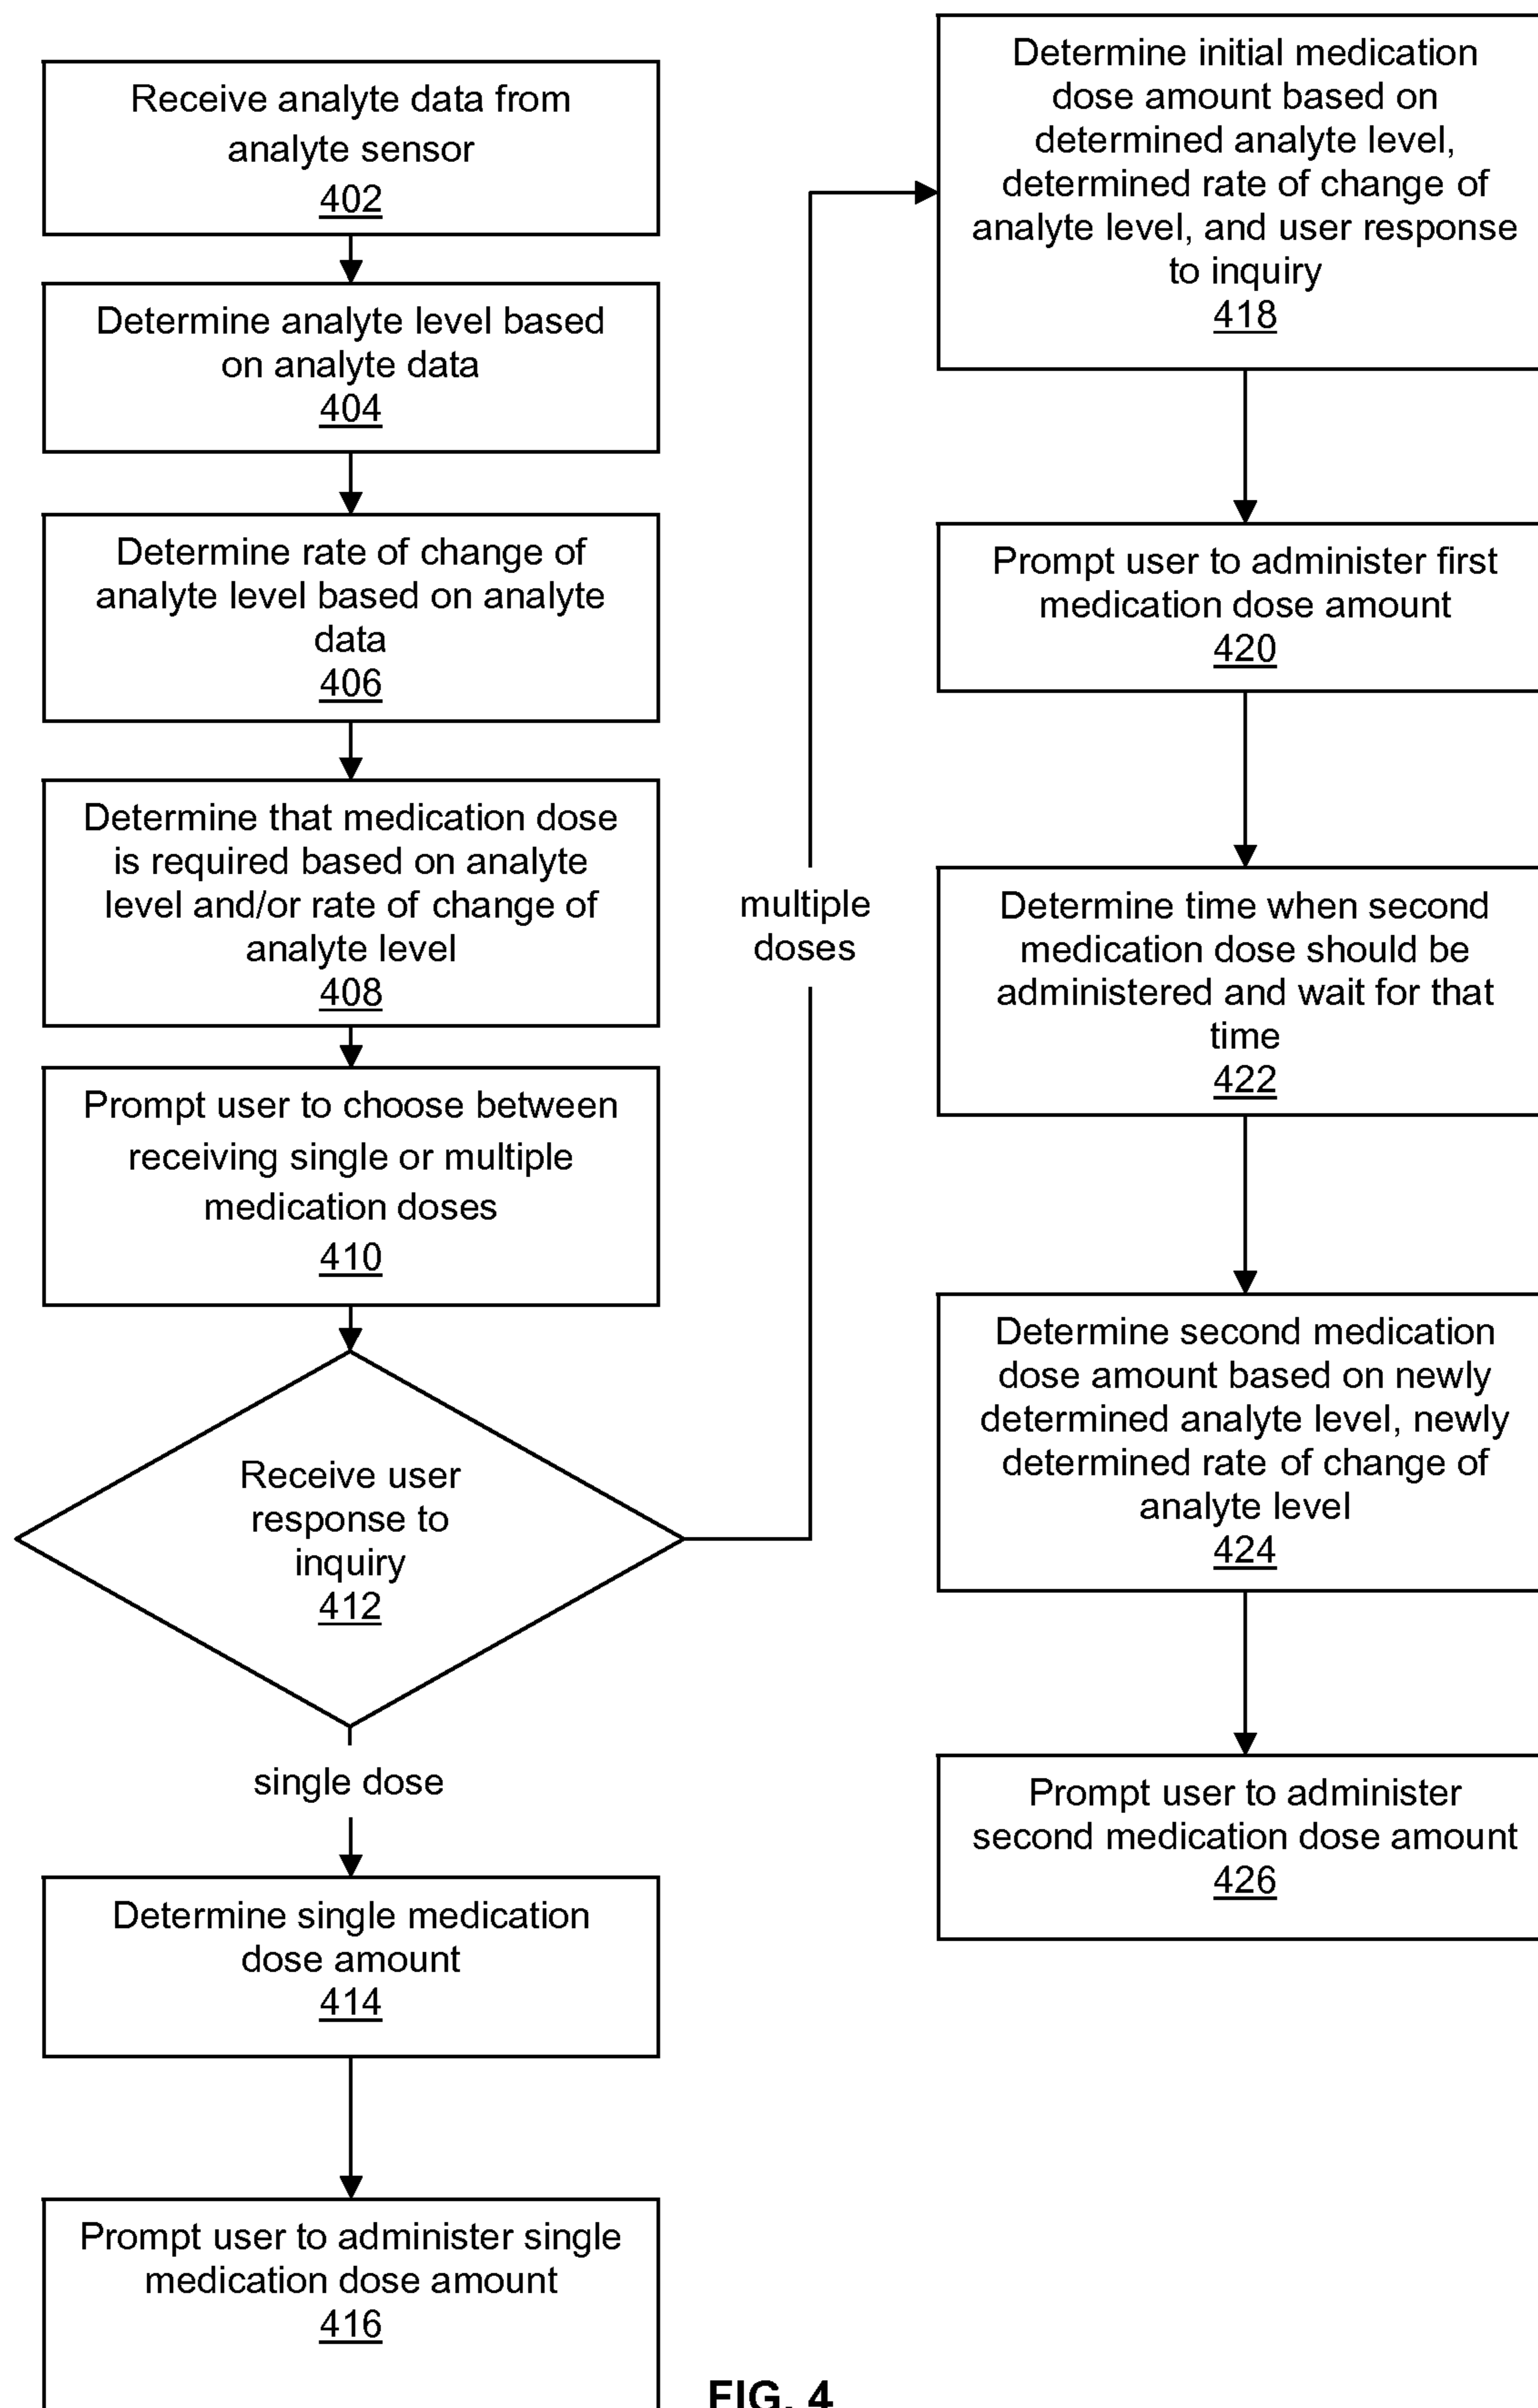 Receive analyte data from
analyte sensor
402
Determine analyte level based
on analyte data
404
Determine rate of change of
analyte level based on analyte
data
406
Determine that medication dose
is required based on analyte
level and/or rate of change of
analyte level
408
Prompt user to choose between
receiving single or multiple
medication doses
410
Receive user
response to
inquiry
412
single dose
Determine single medication
dose amount
414
Prompt user to administer single
medication dose amount
416
multiple
doses
Determine initial medication
dose amount based on
determined analyte level,
determined rate of change of
analyte level, and user response
to inquiry
418
Prompt user to administer first
medication dose amount
420
Determine time when second
medication dose should be
administered and wait for that
time
422
Determine second medication
dose amount based on newly
determined analyte level, newly
determined rate of change of
analyte level
424
Prompt user to administer
second medication dose amount
426
FIG. 4